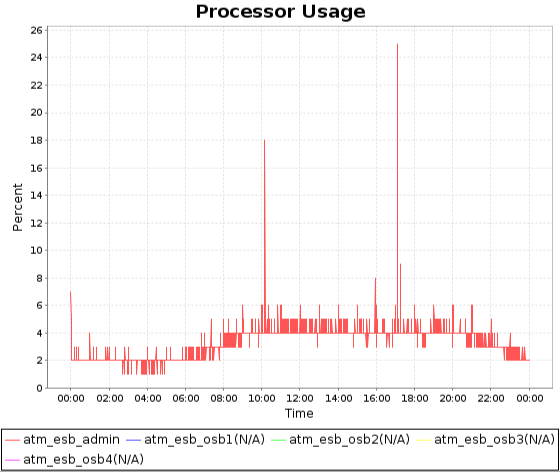 Processor Usage
26
24
22
20
18
16
14
12
10
8
6
4
2
0
Percent
00:00 02:00 04:00 06:00 08:00 10:00 12:00 14:00 16:00 18:00 20:00 22:00 00:00
Time
atm_esb_admin atm_esb_osb1(N/A) atm_esb_osb2(N/A) atm_esb_osb3(N/A)
atm_esb_osb4(N/A)